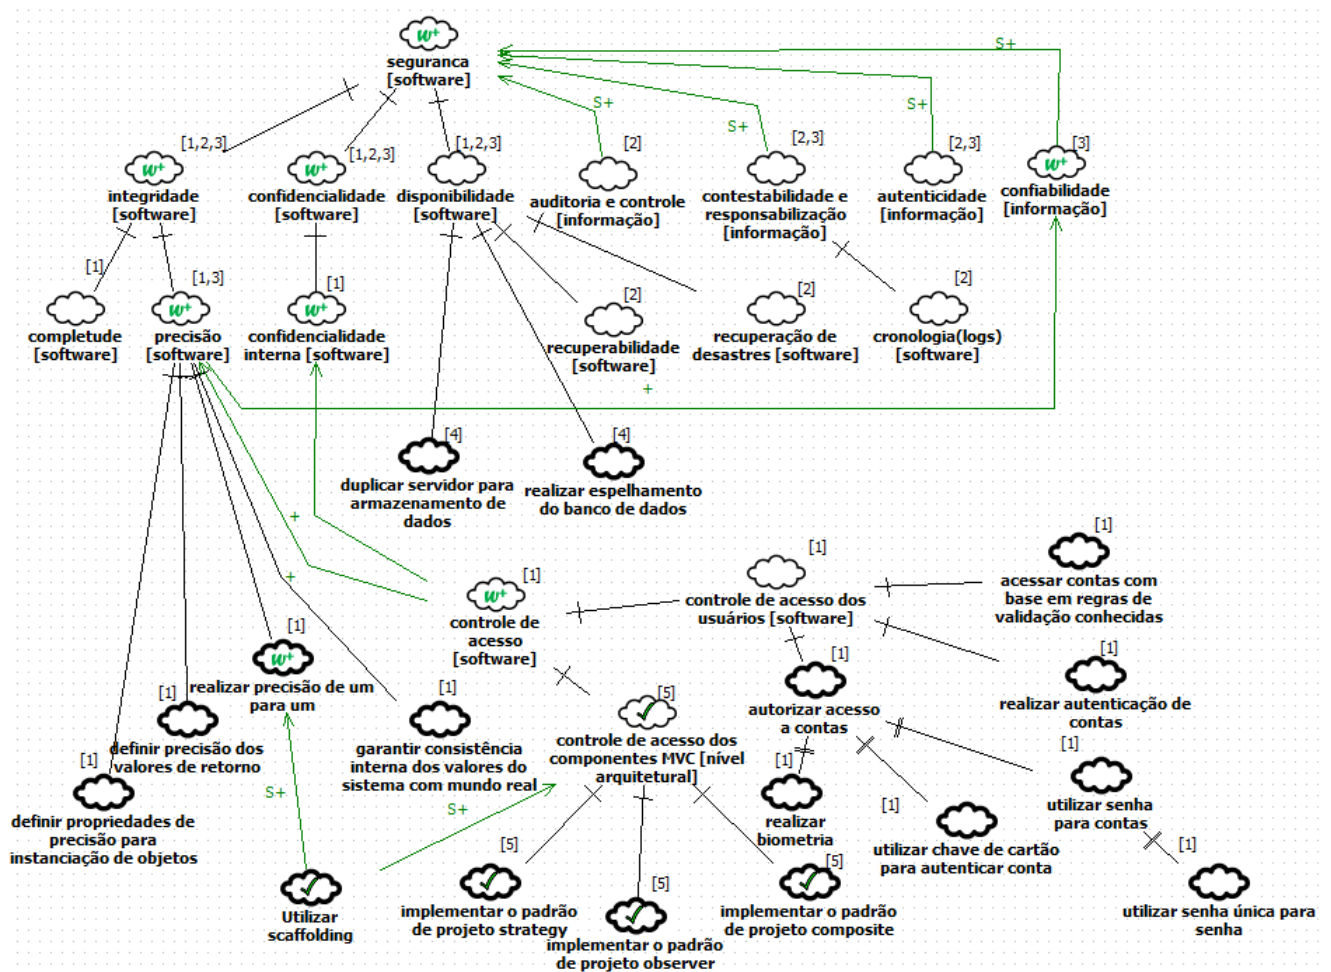 w+
seguranca
[software]
S+
S+
S+
S+
[1,2,3]
w+
integridade
[software]
[1,2,3]
w+
confidencialidade
[software]
[1,2,3]
disponibilidade
[software]
[2]
auditoria e controle
[informação]
[2,3]
contestabilidade e
responsabilização
[informação]
[2,3]
autenticidade
[informação]
[3]
w+
confiabilidade
[informação]
[1]
completude
[software]
[1,3]
w+
precisão
[software]
[1]
w+
confidencialidade
interna [software]
[2]
recuperabilidade
[software]
[2]
recuperação de
desastres [software]
[2]
cronologia(logs)
[software]
+
[4]
duplicar servidor para
armazenamento de
dados
[4]
realizar espelhamento
do banco de dados
+
+
[1]
w+
controle de
acesso
[software]
[1]
controle de acesso dos
usuários [software]
[1]
acessar contas com
base em regras de
validação conhecidas
[1]
w+
realizar precisão de um
para um
[1]
definir precisão dos
valores de retorno
[1]
garantir consistência
interna dos valores do
sistema com mundo real
[5]
controle de acesso dos
componentes MVC [nível
arquitetural]
[1]
autorizar acesso
a contas
[1]
realizar autenticação de
contas
[1]
definir propriedades de
precisão para
instanciação de objetos
S+
S+
[1]
realizar
biometria
[1]
utilizar chave de cartão
para autenticar conta
[1]
utilizar senha
para contas
[1]
utilizar senha única para
senha
Utilizar
scaffolding
[5]
implementar o padrão
de projeto strategy
[5]
implementar o padrão
de projeto observer
[5]
implementar o padrão
de projeto composite